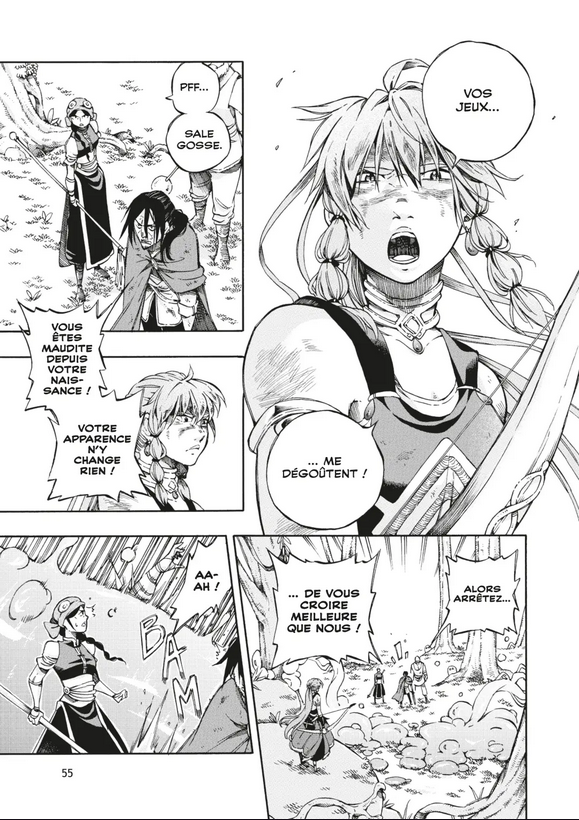 VOS
JEUX...
... ME
DÉGOÛTENT !
PFF...
SALE
GOSSE.
VOUS
ÊTES
MAUDITE
DEPUIS
VOTRE
NAIS-
SANCE !
VOTRE
APPARENCE
N'Y
CHANGE
RIEN !
ALORS
ARRÊTEZ...
... DE VOUS
CROIRE
MEILLEURE
QUE NOUS !
AA-
AH !
BAM
55